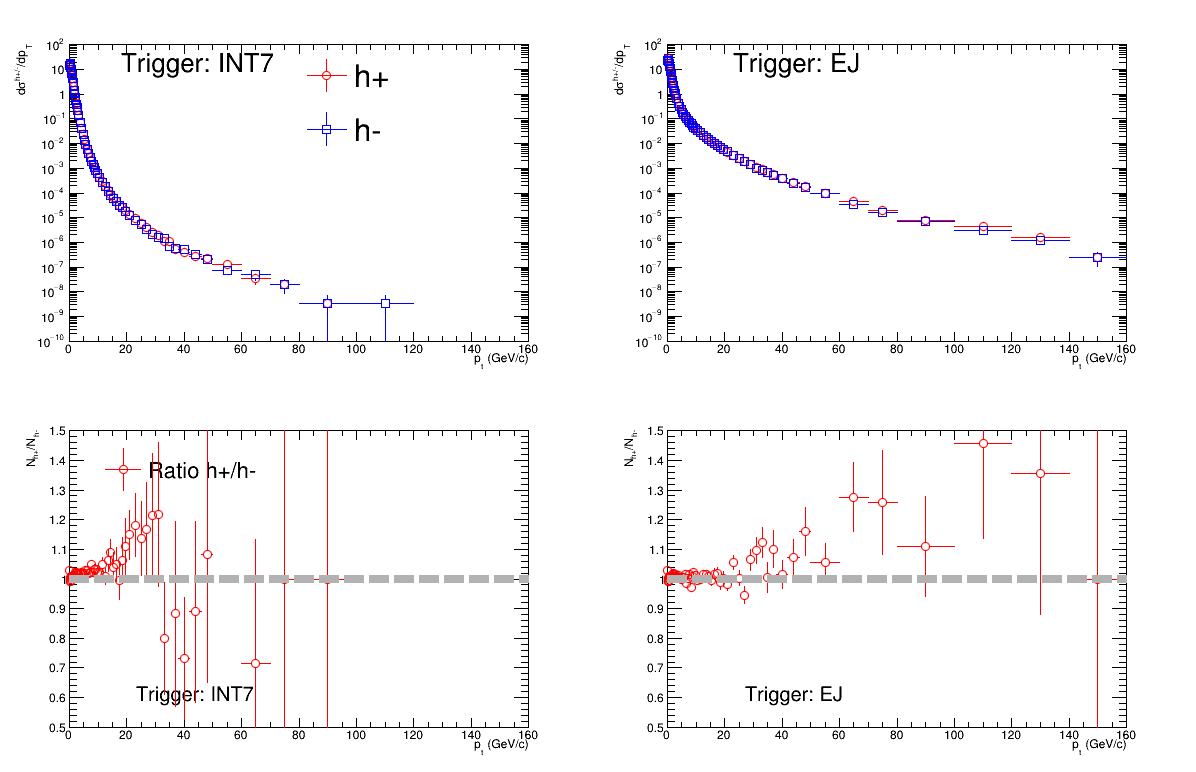 Trigger: INT7
h+
h-
dσ^{h+-}/dp_T
10^2
10
1
10^{-1}
10^{-2}
10^{-3}
10^{-4}
10^{-5}
10^{-6}
10^{-7}
10^{-8}
10^{-9}
10^{-10}
0 20 40 60 80 100 120 140 160
p_t (GeV/c)
Trigger: EJ
dσ^{h+-}/dp_T
10^2
10
1
10^{-1}
10^{-2}
10^{-3}
10^{-4}
10^{-5}
10^{-6}
10^{-7}
10^{-8}
10^{-9}
10^{-10}
0 20 40 60 80 100 120 140 160
p_t (GeV/c)
N_{h+}/N_{h-}
1.5
1.4
1.3
1.2
1.1
1
0.9
0.8
0.7
0.6
0.5
Ratio h+/h-
Trigger: INT7
0 20 40 60 80 100 120 140 160
p_t (GeV/c)
N_{h+}/N_{h-}
1.5
1.4
1.3
1.2
1.1
1
0.9
0.8
0.7
0.6
0.5
Trigger: EJ
0 20 40 60 80 100 120 140 160
p_t (GeV/c)